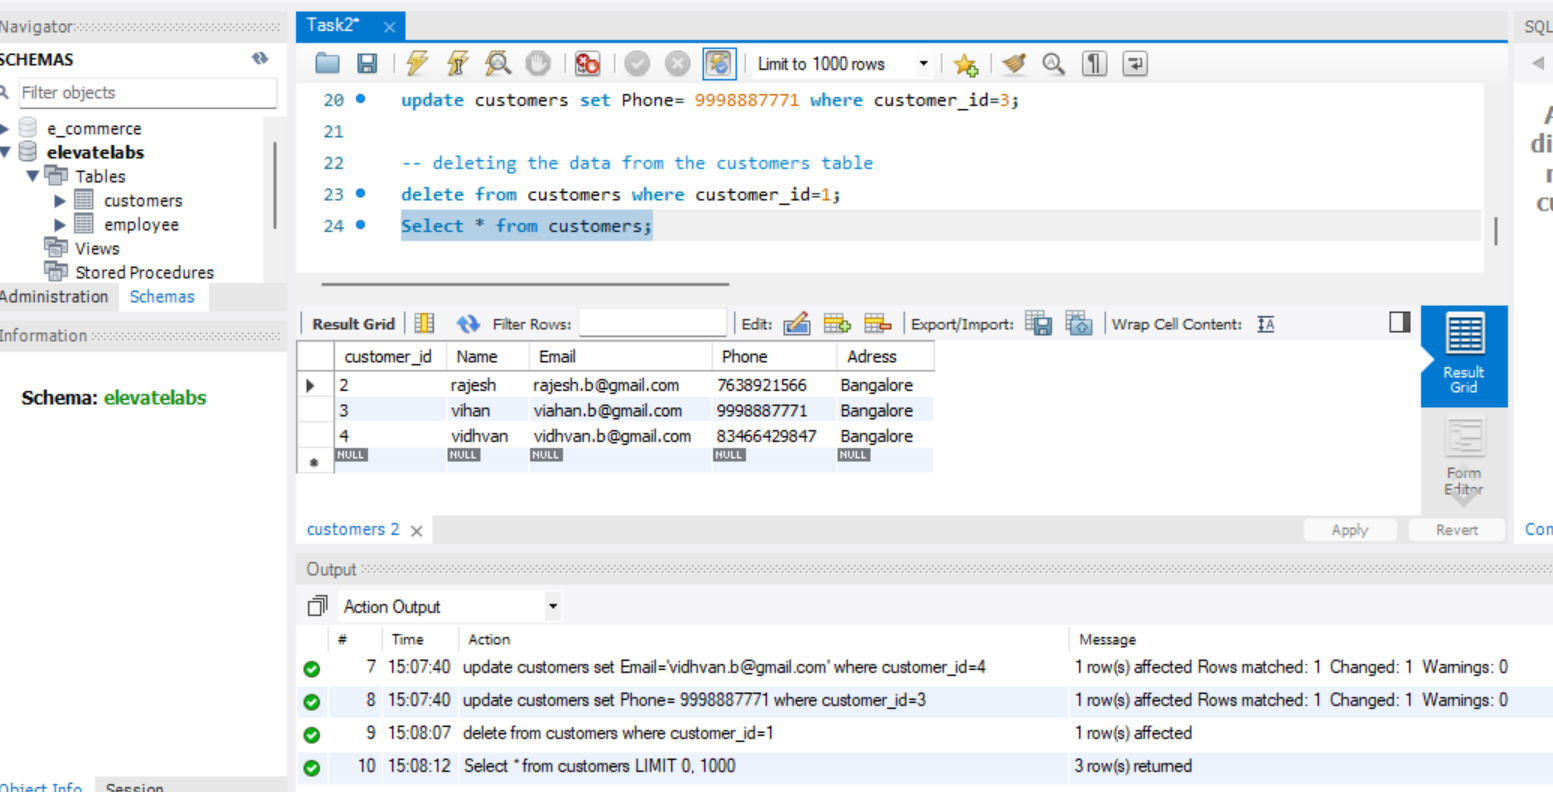 Navigator
SCHEMAS
Filter objects
e_commerce
elevatelabs
Tables
customers
employee
Views
Stored Procedures
Administration Schemas
Information
Schema: elevatelabs
Object Info Session
Task2*
Limit to 1000 rows
20 update customers set Phone= 9998887771 where customer_id=3;
21
22 -- deleting the data from the customers table
23 delete from customers where customer_id=1;
24 Select * from customers;
Result Grid Filter Rows: Edit: Export/Import: Wrap Cell Content:
customer_id Name Email Phone Adress
2 rajesh rajesh.b@gmail.com 7638921566 Bangalore
3 vihan viahan.b@gmail.com 9998887771 Bangalore
4 vidhvan vidhvan.b@gmail.com 83466429847 Bangalore
NULL NULL NULL NULL NULL
Result
Grid
Form
Editor
customers 2 Apply Revert
Output
Action Output
# Time Action Message
7 15:07:40 update customers set Email='vidhvan.b@gmail.com' where customer_id=4 1 row(s) affected Rows matched: 1 Changed: 1 Warnings: 0
8 15:07:40 update customers set Phone= 9998887771 where customer_id=3 1 row(s) affected Rows matched: 1 Changed: 1 Warnings: 0
9 15:08:07 delete from customers where customer_id=1 1 row(s) affected
10 15:08:12 Select * from customers LIMIT 0, 1000 3 row(s) returned
SQL
di
cu
Con